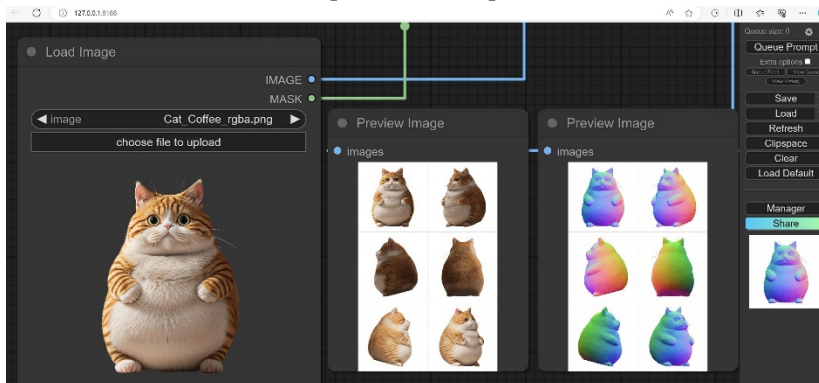 127.0.0.1:8188
Load Image
IMAGE
MASK
image Cat_Coffee_rgba.png
choose file to upload
Preview Image
images
Preview Image
images
Queue size: 0
Queue Prompt
Extra options
Save
Load
Refresh
Clipspace
Clear
Load Default
Manager
Share